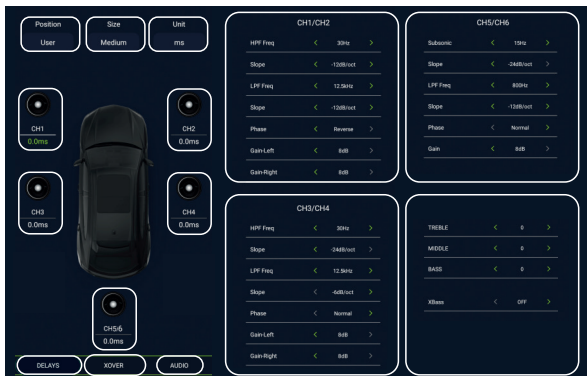 Position Size Unit
User Medium ms
CH1
0.0ms
CH2
0.0ms
CH3
0.0ms
CH4
0.0ms
CH5/6
0.0ms
DELAYS XOVER AUDIO
CH1/CH2
HPF Freq 30Hz
Slope -12dB/oct
LPF Freq 12.5kHz
Slope -12dB/oct
Phase Reverse
Gain-Left 8dB
Gain-Right 8dB
CH5/CH6
Subsonic 15Hz
Slope -24dB/oct
LPF Freq 800Hz
Slope -12dB/oct
Phase Normal
Gain 8dB
CH3/CH4
HPF Freq 30Hz
Slope -24dB/oct
LPF Freq 12.5kHz
Slope -6dB/oct
Phase Normal
Gain-Left 8dB
Gain-Right 8dB
TREBLE 0
MIDDLE 0
BASS 0
XBass OFF